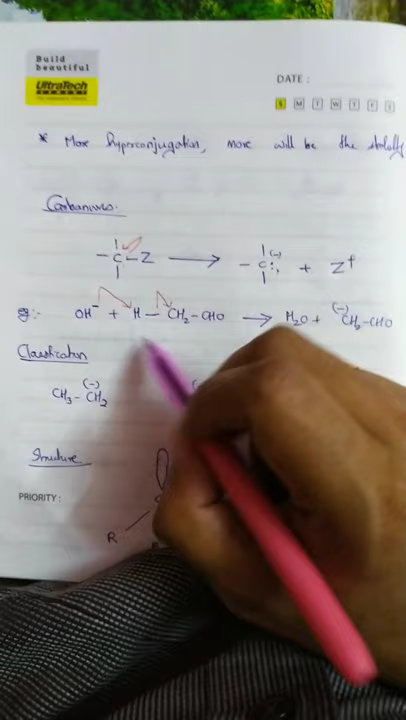 Build
beautiful
UltraTech
CEMENT
DATE :
S M T W T F S
* More hyperconjugation, more will be the stability
Carbanions.
– C – Z ⟶ – C(–): , + Z⁺
eg:- OH⁻ + H – CH₂ – CHO ⟶ H₂O + (–)CH₂ – CHO
Classification
CH₃ – CH₂ (–)
Structure
PRIORITY :
R